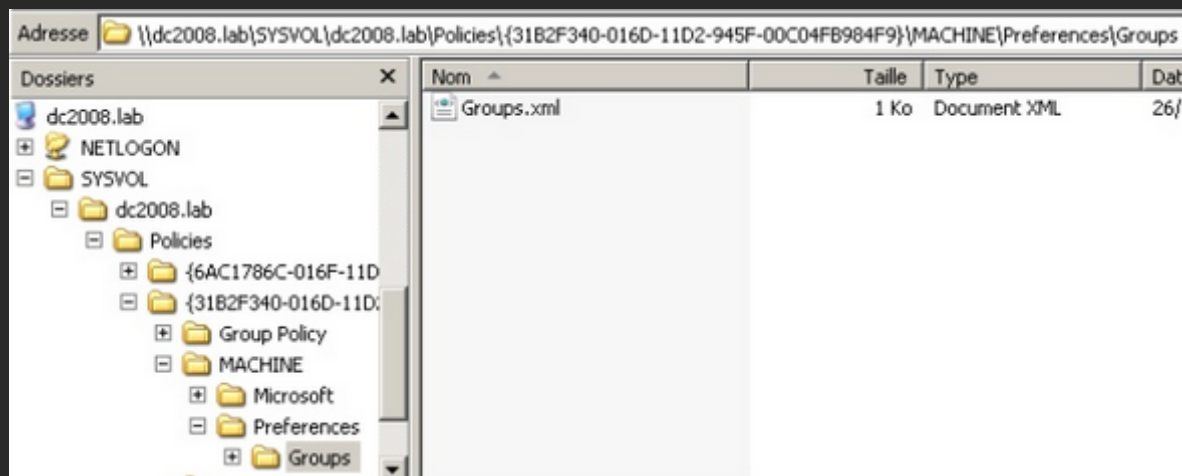 Adresse \\dc2008.lab\SYSVOL\dc2008.lab\Policies\{31B2F340-016D-11D2-945F-00C04FB984F9}\MACHINE\Preferences\Groups
Dossiers
Nom Taille Type Dat
dc2008.lab
NETLOGON
SYSVOL
dc2008.lab
Policies
{6AC1786C-016F-11D
{31B2F340-016D-11D2
Group Policy
MACHINE
Microsoft
Preferences
Groups
Groups.xml 1 Ko Document XML 26/